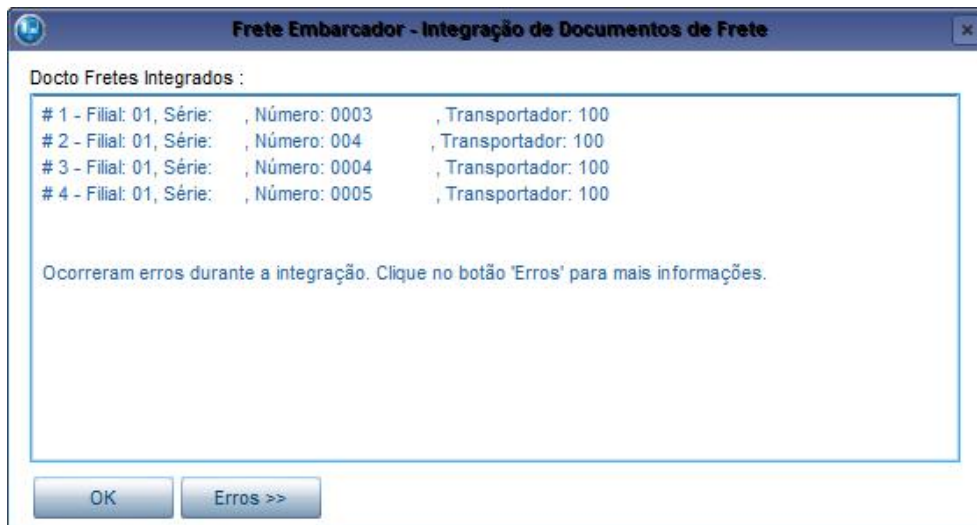 Frete Embarcador - Integração de Documentos de Frete
Docto Fretes Integrados :
# 1 - Filial: 01, Série:      , Número: 0003            , Transportador: 100
# 2 - Filial: 01, Série:      , Número: 004            , Transportador: 100
# 3 - Filial: 01, Série:      , Número: 0004            , Transportador: 100
# 4 - Filial: 01, Série:      , Número: 0005            , Transportador: 100
Ocorreram erros durante a integração. Clique no botão 'Erros' para mais informações.
OK Erros >>